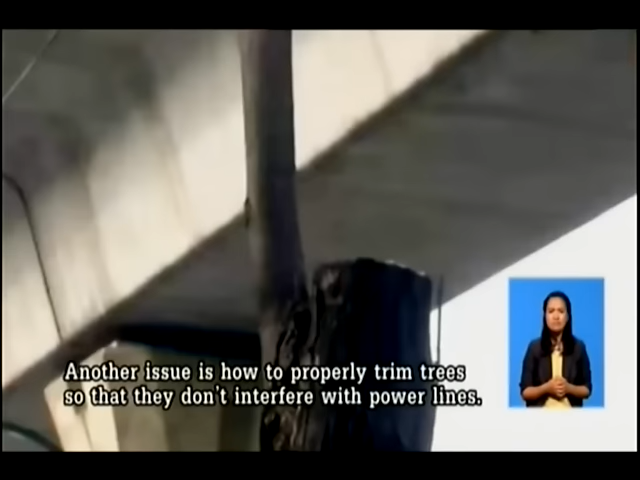 Another issue is how to properly trim trees
so that they don't interfere with power lines.